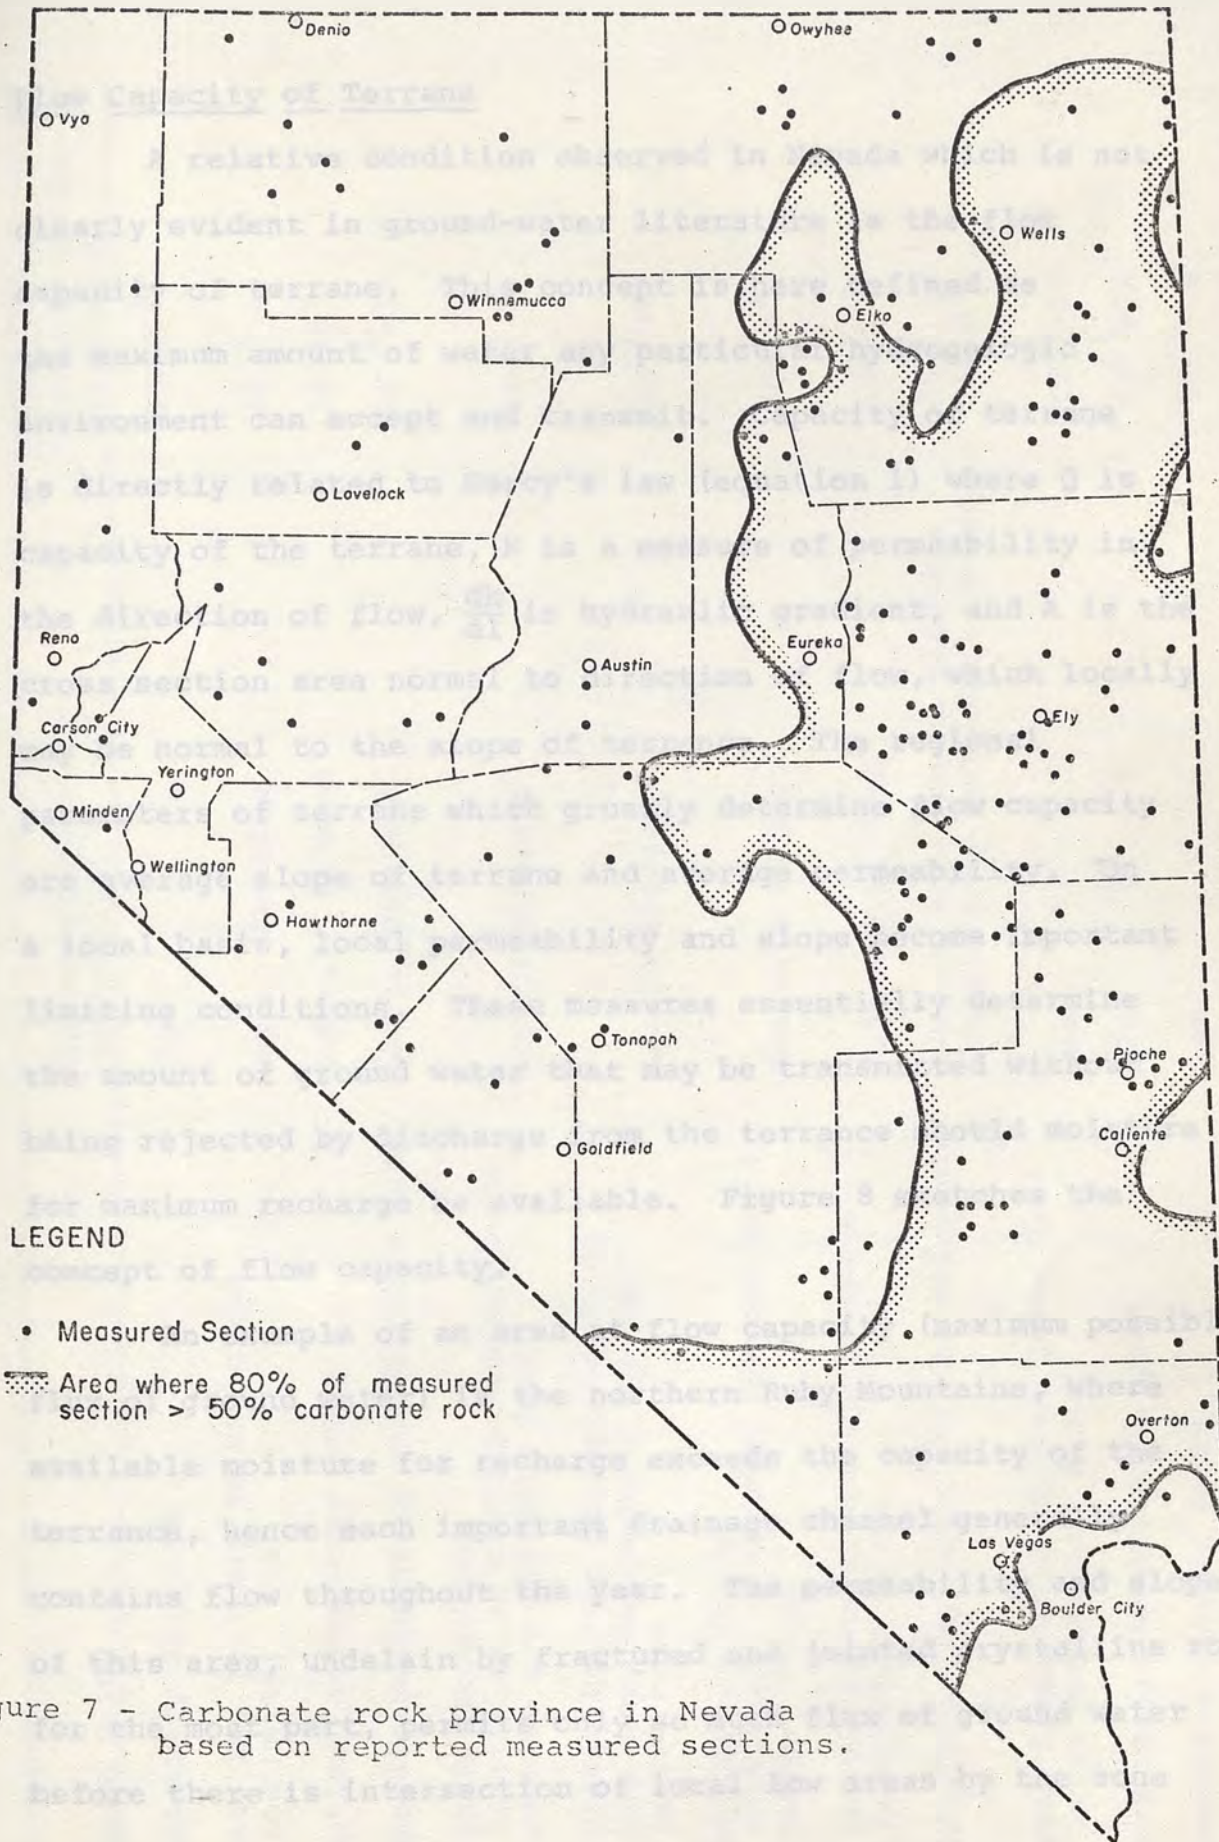 Denio
Owyhee
Flow Capacity of Terrane
Vya
A relative condition observed in Nevada which is not
clearly evident in ground-water literature is the flow
Wells
capacity of terrane. This concept is here defined as
Winnemucca
Elko
the maximum amount of water any particular hydrogeologic
environment can accept and transmit. Capacity of terrane
is directly related to Darcy's law (equation 1) where Q is
Lovelock
capacity of the terrane, K is a measure of permeability in
the direction of flow, dh/dl is hydraulic gradient, and A is the
Reno
Eureka
Austin
cross section area normal to direction of flow, which locally
Ely
Carson City
may be normal to the slope of terrance. The regional
Yerington
Minden
parameters of terrane which grossly determine flow capacity
Wellington
are average slope of terrane and average permeability. On
Hawthorne
a local basis, local permeability and slope become important
limiting conditions. These measures essentially determine
Tonopah
Pioche
the amount of ground water that may be transmitted without
being rejected by discharge from the terrance should moisture
Caliente
Goldfield
for maximum recharge be available. Figure 8 sketches the
LEGEND
concept of flow capacity.
• Measured Section
An example of an area at flow capacity (maximum possibl
Area where 80% of measured
section > 50% carbonate rock
the northern Ruby Mountains, where
Overton
available moisture for recharge exceeds the capacity of the
terrance, hence each important drainage channel
Las Vegas
contains flow throughout the year. The permeability and slope
Boulder City
of this area, undelain by fractured and jointed crystalline
gure 7 - Carbonate rock province in Nevada
for the most part, permits only so much flux of ground water
based on reported measured sections.
before there is intersection of local low areas by the zone